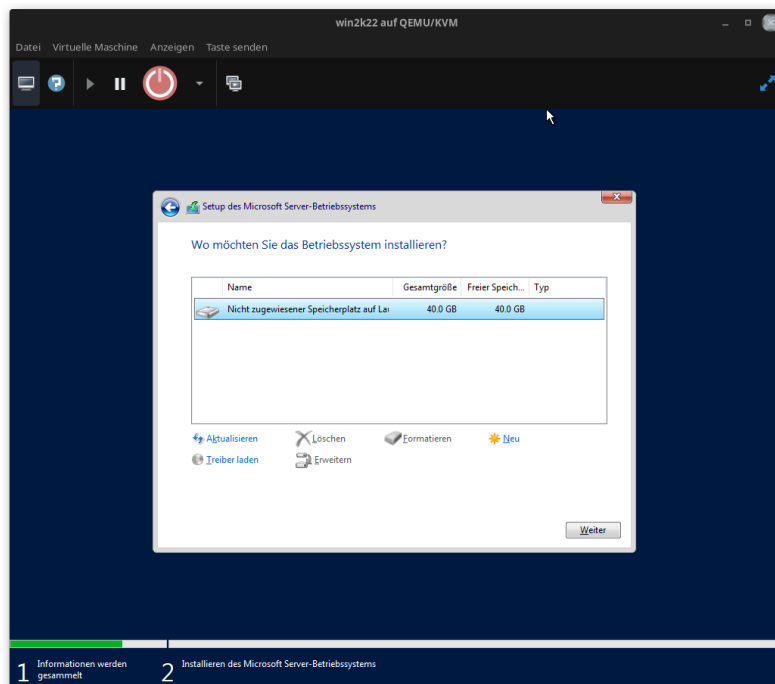 win2k22 auf QEMU/KVM
Datei Virtuelle Maschine Anzeigen Taste senden
Setup des Microsoft Server-Betriebssystems
Wo möchten Sie das Betriebssystem installieren?
Name Gesamtgröße Freier Speich... Typ
Nicht zugewiesener Speicherplatz auf 40.0 GB 40.0 GB
Aktualisieren Löschen Formatieren Neu
Treiber laden Erweitern
Weiter
1 Informationen werden gesammelt
2 Installieren des Microsoft Server-Betriebssystems